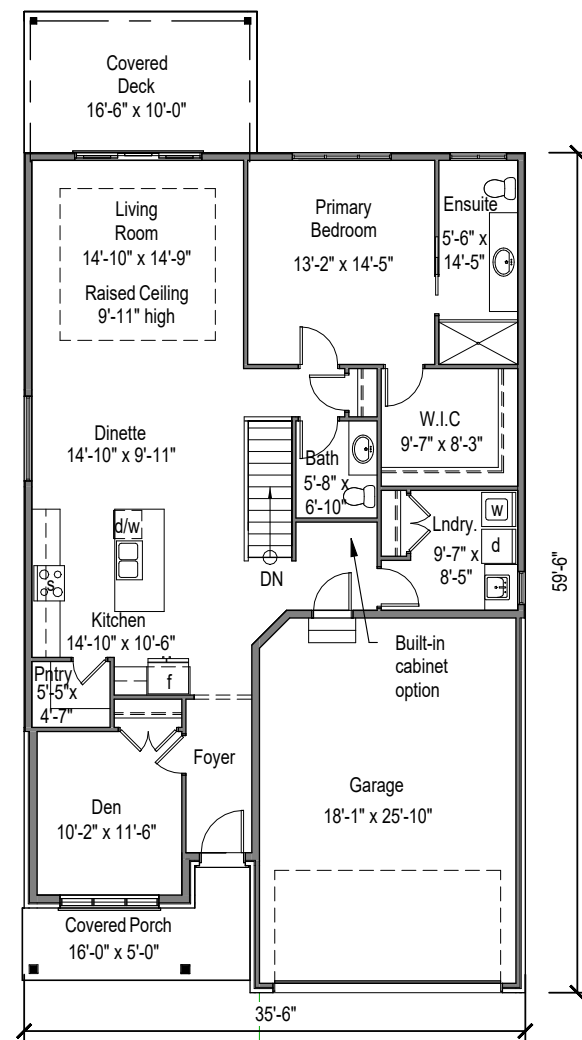 Covered
Deck
16'-6" x 10'-0"
Living
Room
14'-10" x 14'-9"
Raised Ceiling
9'-11" high
Primary
Bedroom
13'-2" x 14'-5"
Ensuite
5'-6" x
14'-5"
W.I.C
9'-7" x 8'-3"
Dinette
14'-10" x 9'-11"
Bath
5'-8" x
6'-10"
w
Lndry.
d
9'-7" x
8'-5"
d/w
s
DN
59'-6"
Kitchen
14'-10" x 10'-6"
Built-in
cabinet
option
Pntry
5'-5"x
4'-7"
f
Foyer
Den
10'-2" x 11'-6"
Garage
18'-1" x 25'-10"
Covered Porch
16'-0" x 5'-0"
35'-6"